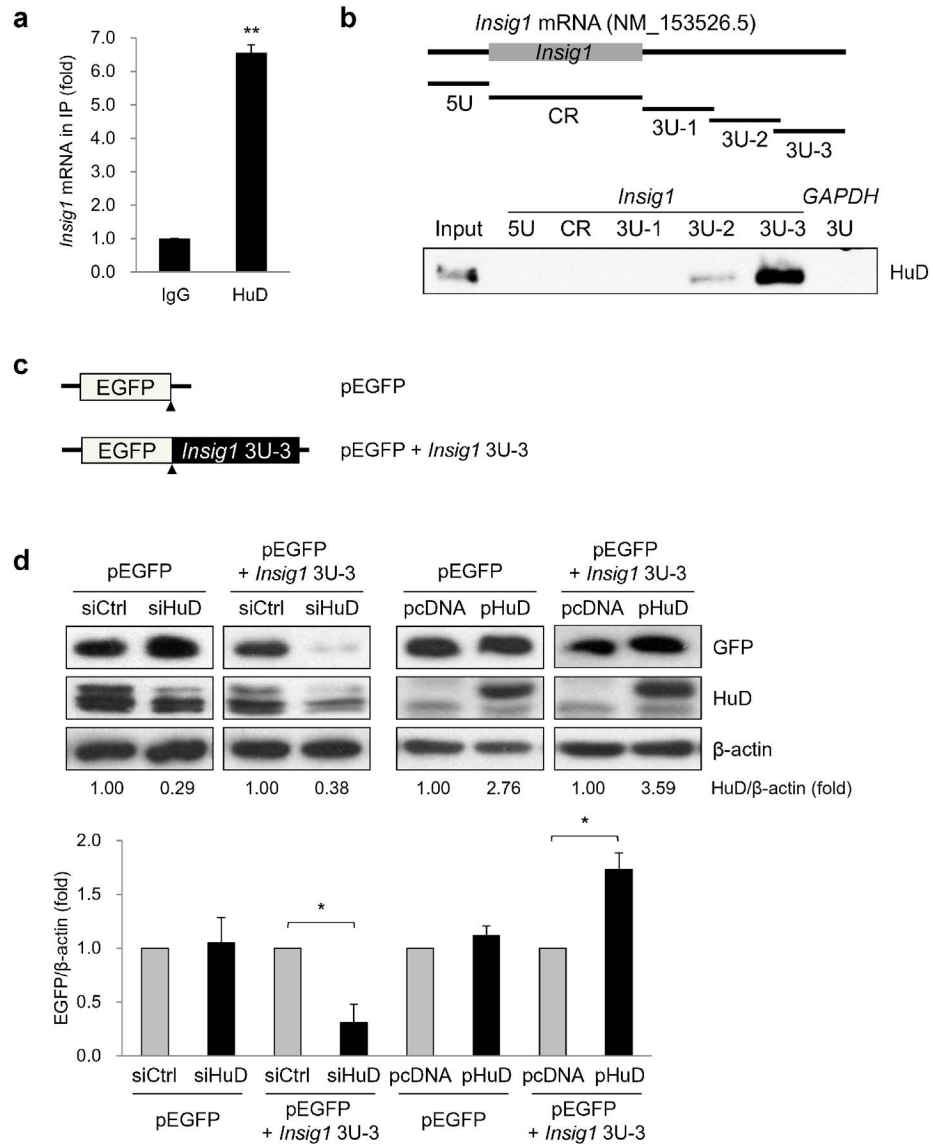 a
**
7.0
6.0
5.0
4.0
3.0
2.0
1.0
0.0
Insig1 mRNA in IP (fold)
IgG HuD
b
Insig1 mRNA (NM_153526.5)
Insig1
5U
CR
3U-1
3U-2
3U-3
Insig1 GAPDH
Input 5U CR 3U-1 3U-2 3U-3 3U
HuD
c
EGFP pEGFP
EGFP Insig1 3U-3 pEGFP + Insig1 3U-3
d
pEGFP pEGFP + Insig1 3U-3 pEGFP pEGFP + Insig1 3U-3
siCtrl siHuD siCtrl siHuD pcDNA pHuD pcDNA pHuD
GFP
HuD
β-actin
1.00 0.29 1.00 0.38 1.00 2.76 1.00 3.59 HuD/β-actin (fold)
2.0
1.5
1.0
0.5
0.0
EGFP/β-actin (fold)
*
*
siCtrl siHuD siCtrl siHuD pcDNA pHuD pcDNA pHuD
pEGFP pEGFP + Insig1 3U-3 pEGFP pEGFP + Insig1 3U-3